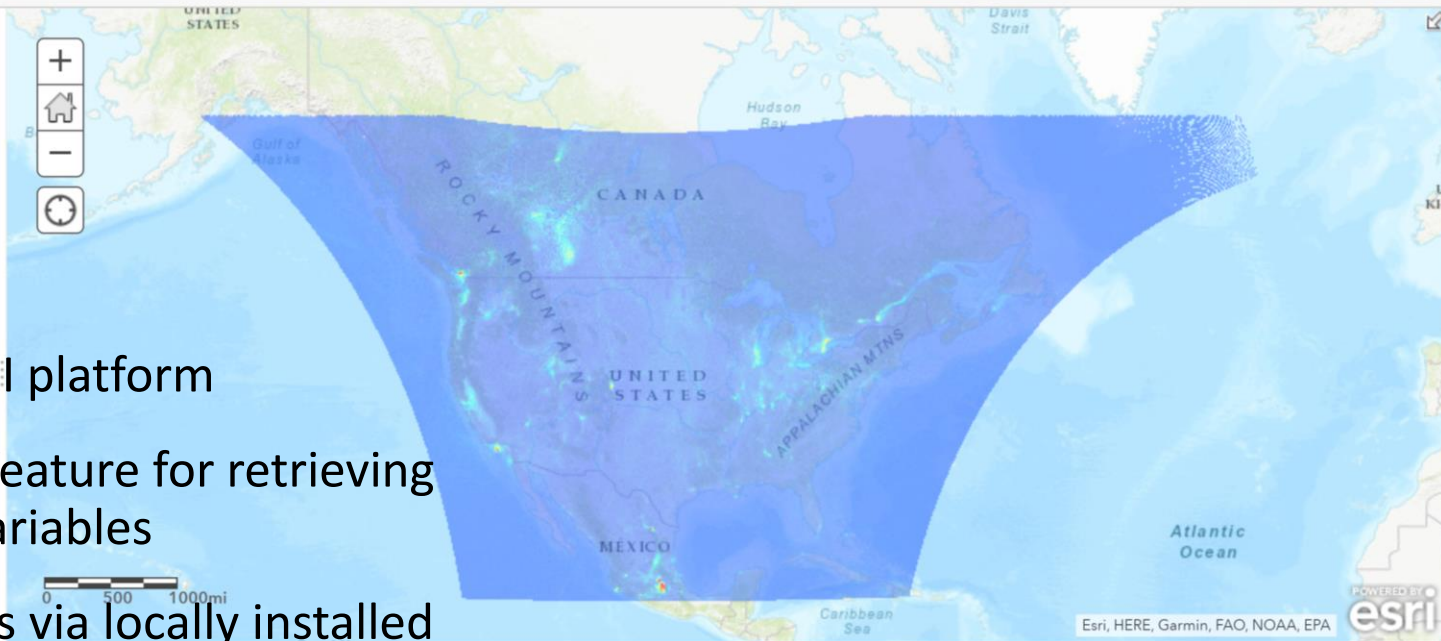 UNITED
STATES
Davis
Strait
Hudson
Bay
Gulf of
Alaska
CANADA
ROCKY MOUNTAINS
UNITED
STATES
APPALACHIAN MTNS
l platform
eature for retrieving
ariables
MÉXICO
Atlantic
Ocean
0 500 1000mi
s via locally installed
Caribbean
Sea
Esri, HERE, Garmin, FAO, NOAA, EPA
POWERED BY
esri